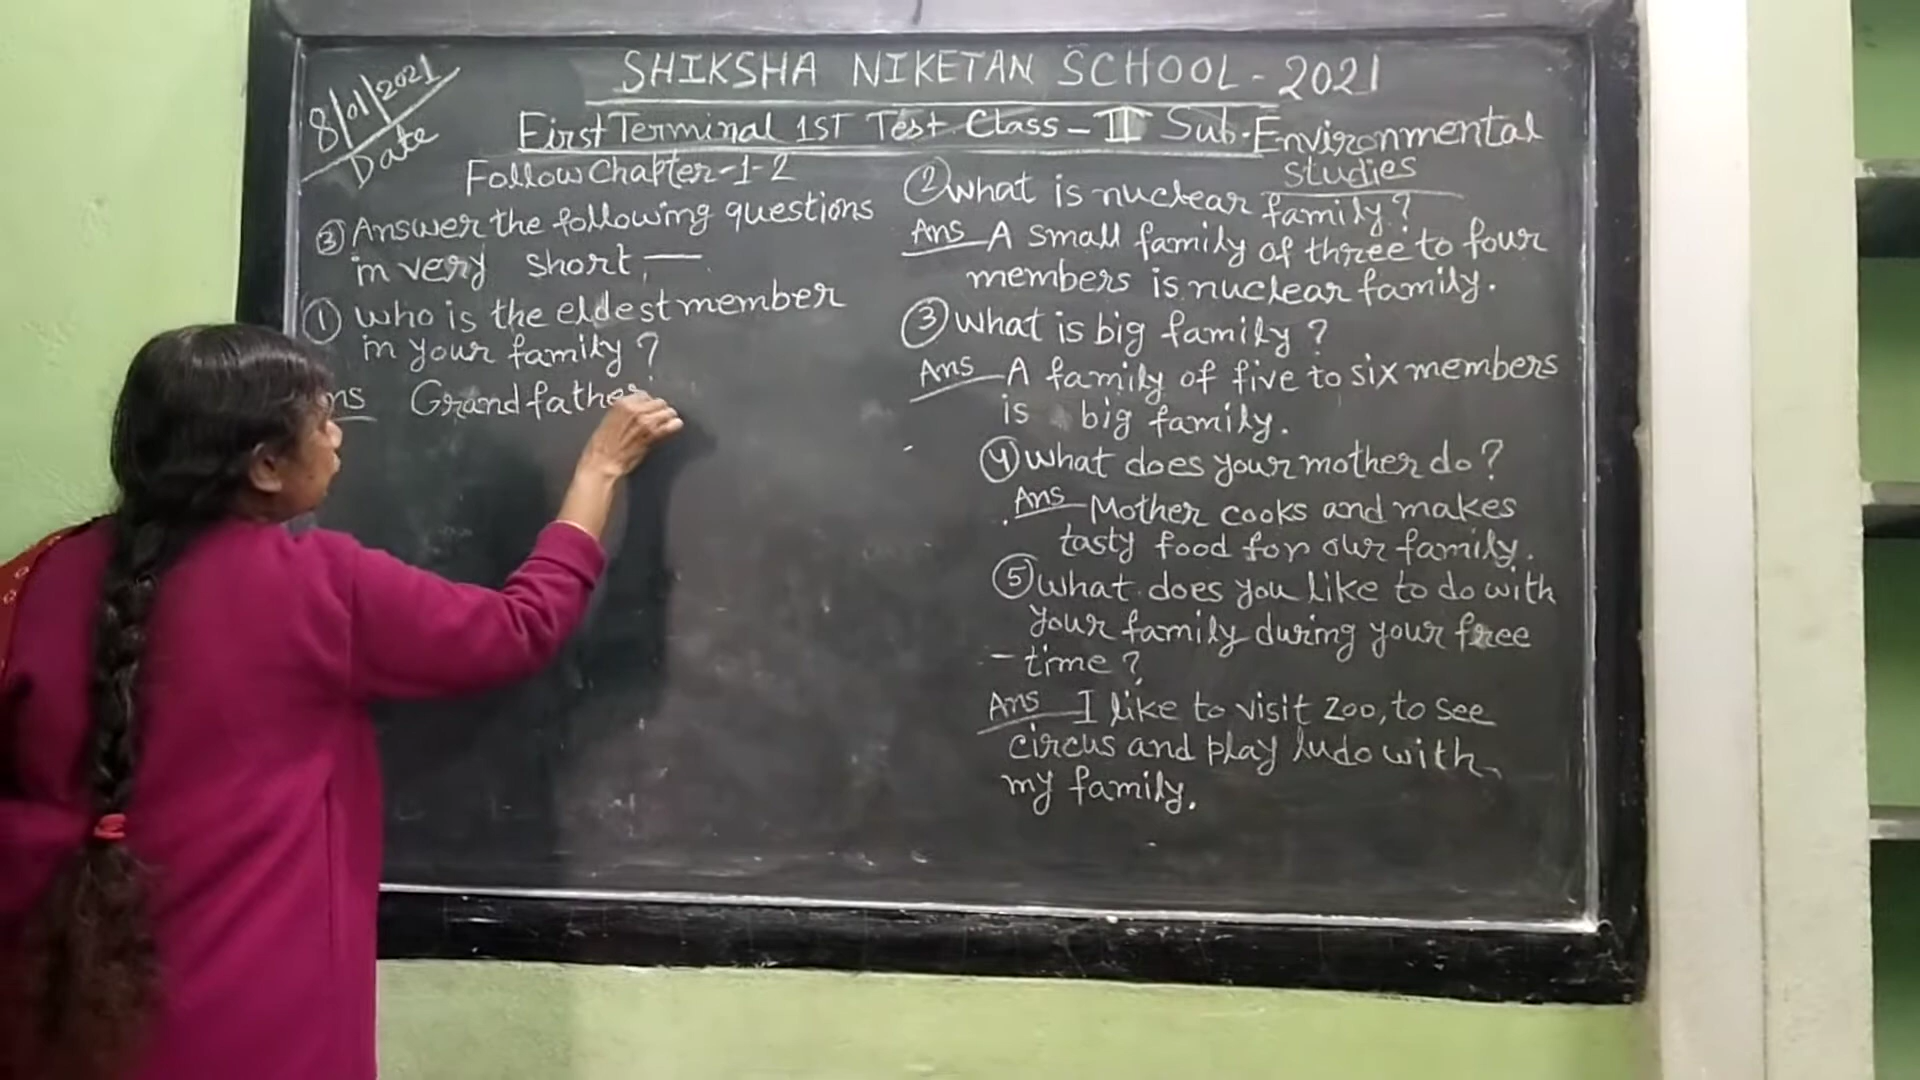 8/01/2021
Date
SHIKSHA NIKETAN SCHOOL - 2021
First Terminal 1ST Test Class - II Sub. Environmental
Studies
Follow Chapter-1-2
③ Answer the following questions
in very short, —
① Who is the eldest member
in your family?
ns Grandfather
② What is nuclear family?
Ans A small family of three to four
members is nuclear family.
③ What is big family?
Ans A family of five to six members
is big family.
④ What does your mother do?
Ans Mother cooks and makes
tasty food for our family.
⑤ What does you like to do with
your family during your free
- time?
Ans I like to visit zoo, to see
circus and play ludo with
my family.